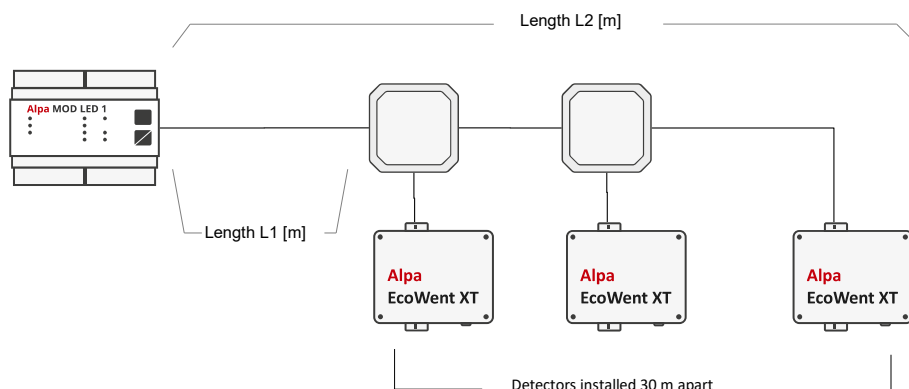 Length L2 [m]
Alpa MOD LED 1
Length L1 [m]
Alpa
EcoWent XT
Alpa
EcoWent XT
Alpa
EcoWent XT
Detectors installed 30 m apart